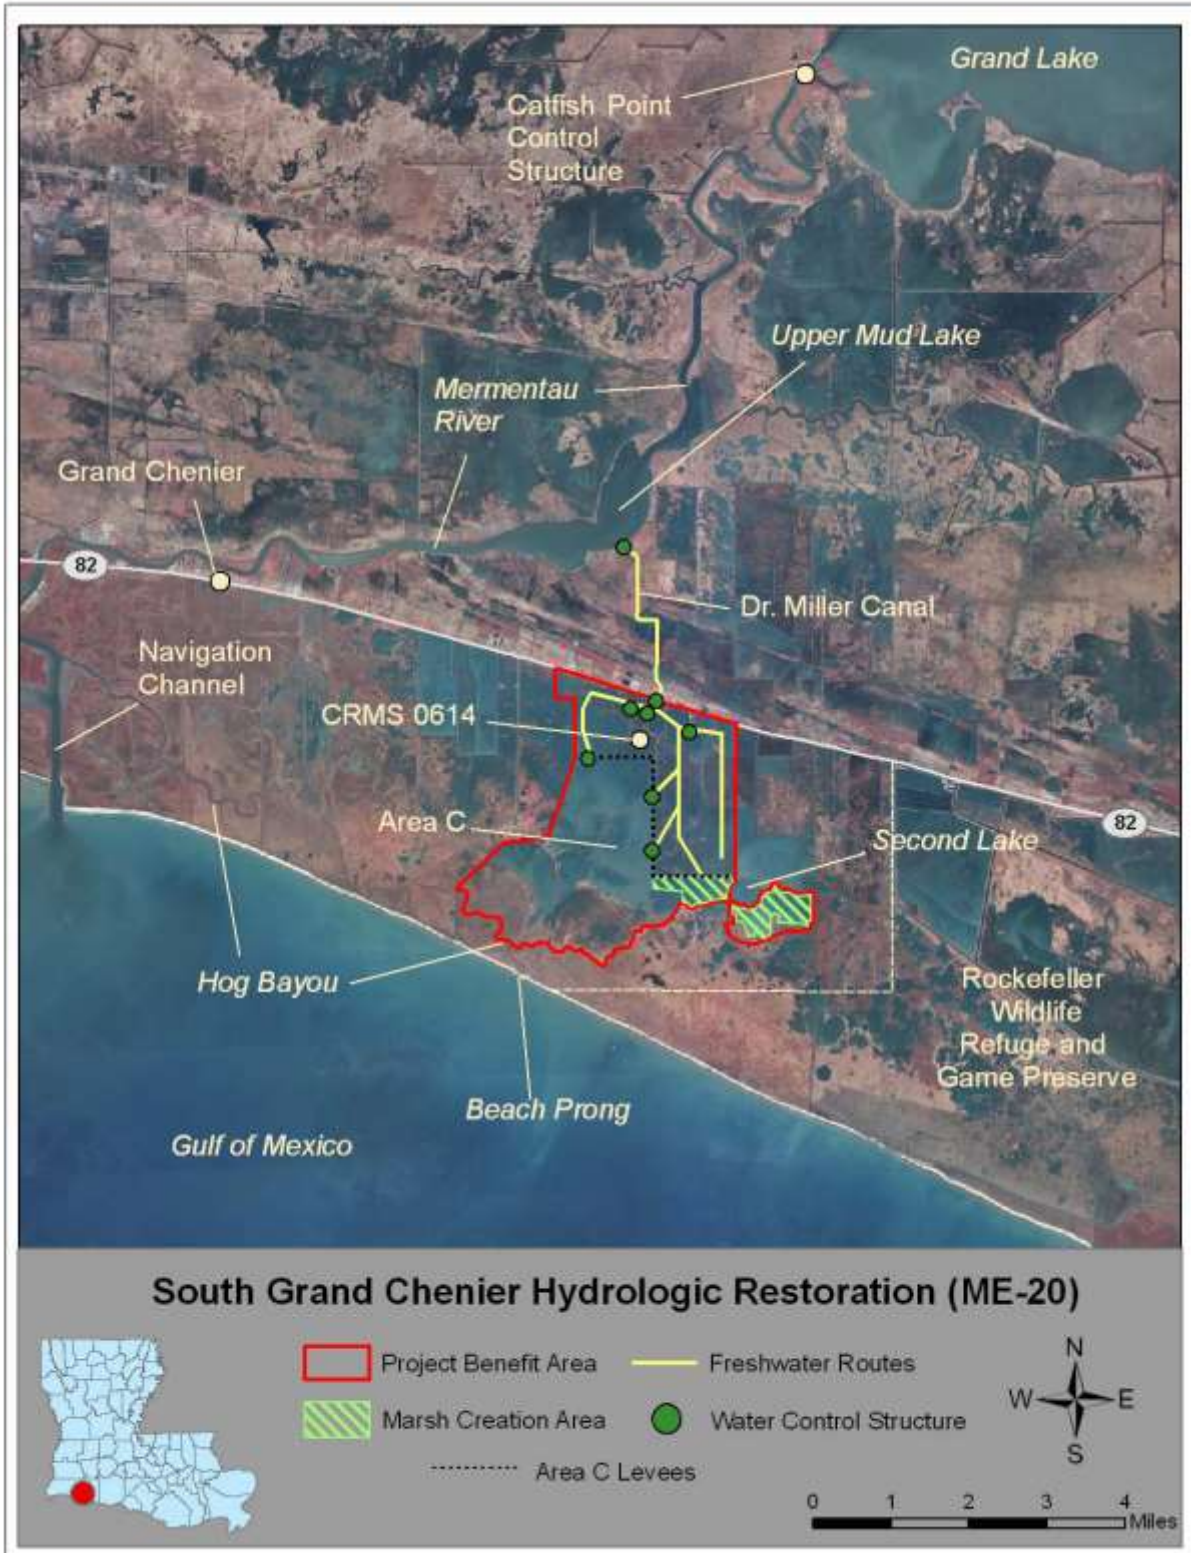 Grand Lake
Catfish Point
Control
Structure
Upper Mud Lake
Mermentau
River
Grand Chenier
82
Dr. Miller Canal
Navigation
Channel
CRMS 0614
Area C
82
Second Lake
Hog Bayou
Rockefeller
Wildlife
Refuge and
Game Preserve
Beach Prong
Gulf of Mexico
South Grand Chenier Hydrologic Restoration (ME-20)
Project Benefit Area
Freshwater Routes
Marsh Creation Area
Water Control Structure
Area C Levees
N
W E
S
0 1 2 3 4
Miles